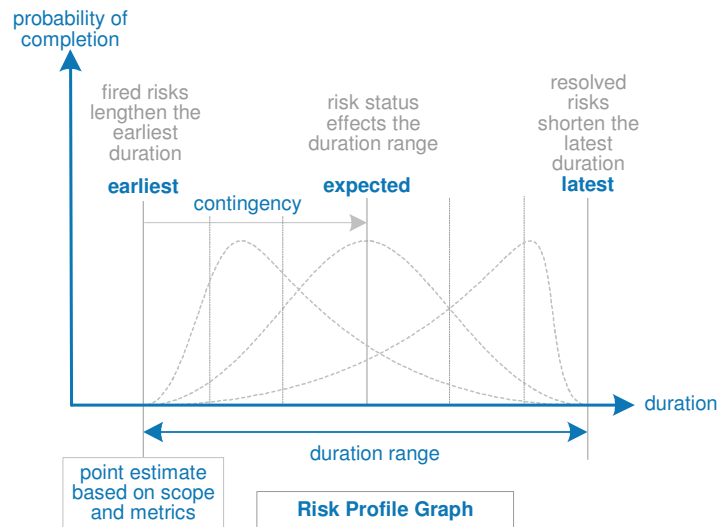 probability of
completion
fired risks
lengthen the
earliest
duration
earliest
risk status
effects the
duration range
expected
resolved
risks
shorten the
latest
duration
latest
contingency
duration
duration range
point estimate
based on scope
and metrics
Risk Profile Graph